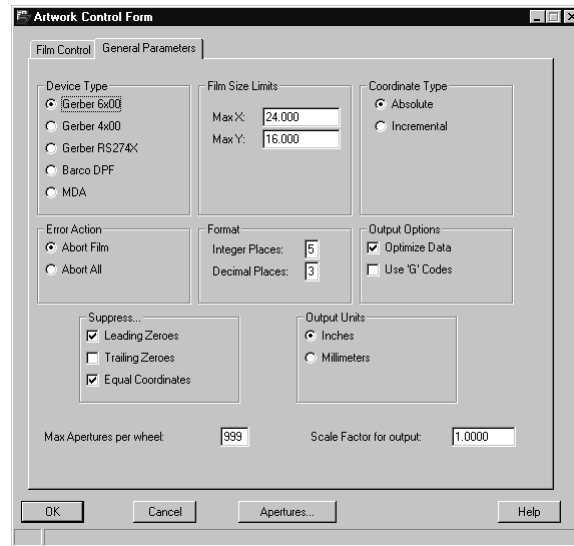 Artwork Control Form
Film Control
General Parameters
Device Type
Gerber 6x00
Gerber 4x00
Gerber RS274X
Barco DPF
MDA
Film Size Limits
Max X: 24.000
Max Y: 16.000
Coordinate Type
Absolute
Incremental
Error Action
Abort Film
Abort All
Format
Integer Places: 5
Decimal Places: 3
Output Options
Optimize Data
Use 'G' Codes
Suppress...
Leading Zeroes
Trailing Zeroes
Equal Coordinates
Output Units
Inches
Millimeters
Max Apertures per wheel: 999
Scale Factor for output: 1.0000
OK
Cancel
Apertures...
Help